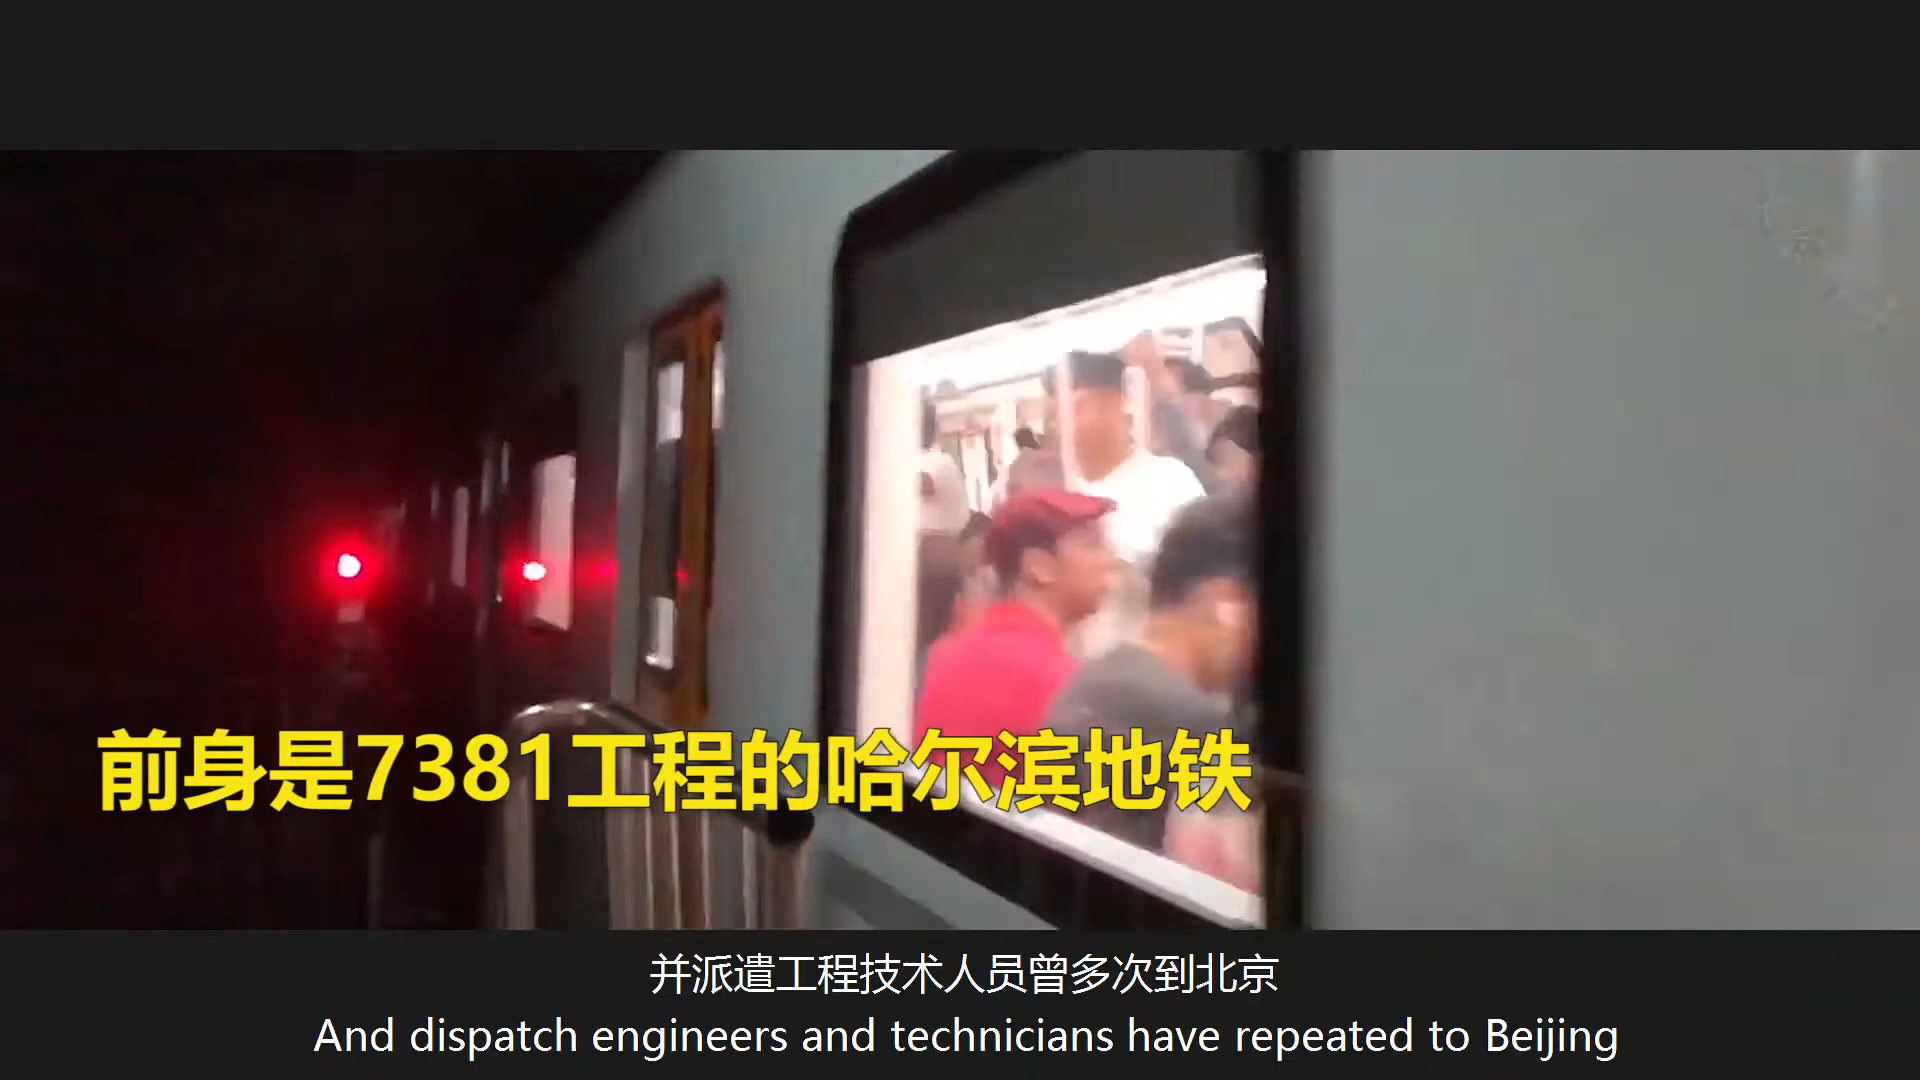 前身是7381工程的哈尔滨地铁
并派遣工程技术人员曾多次到北京
And dispatch engineers and technicians have repeated to Beijing